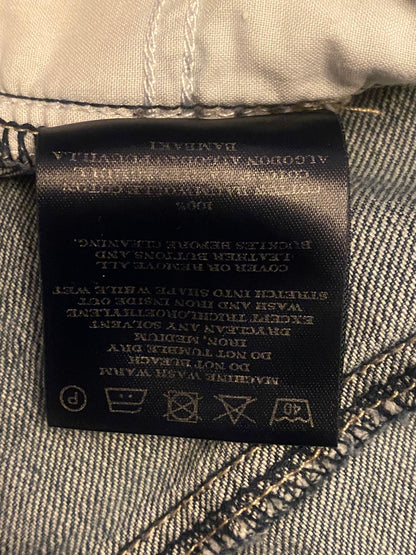 40 P
MACHINE WASH WARM
DO NOT BLEACH
DO NOT TUMBLE DRY
IRON, MEDIUM
DRYCLEAN ANY SOLVENT
EXCEPT TRICHLOROETHYLENE
WASH AND IRON INSIDE OUT
STRETCH INTO SHAPE WHILE WET
COVER OR REMOVE ALL
LEATHER BUTTONS AND
BUCKLES BEFORE CLEANING.
100%
COTTON BAUMWOLLE COTTON
ALGODON ALGODAO PUUVILLA
BAMBAKI